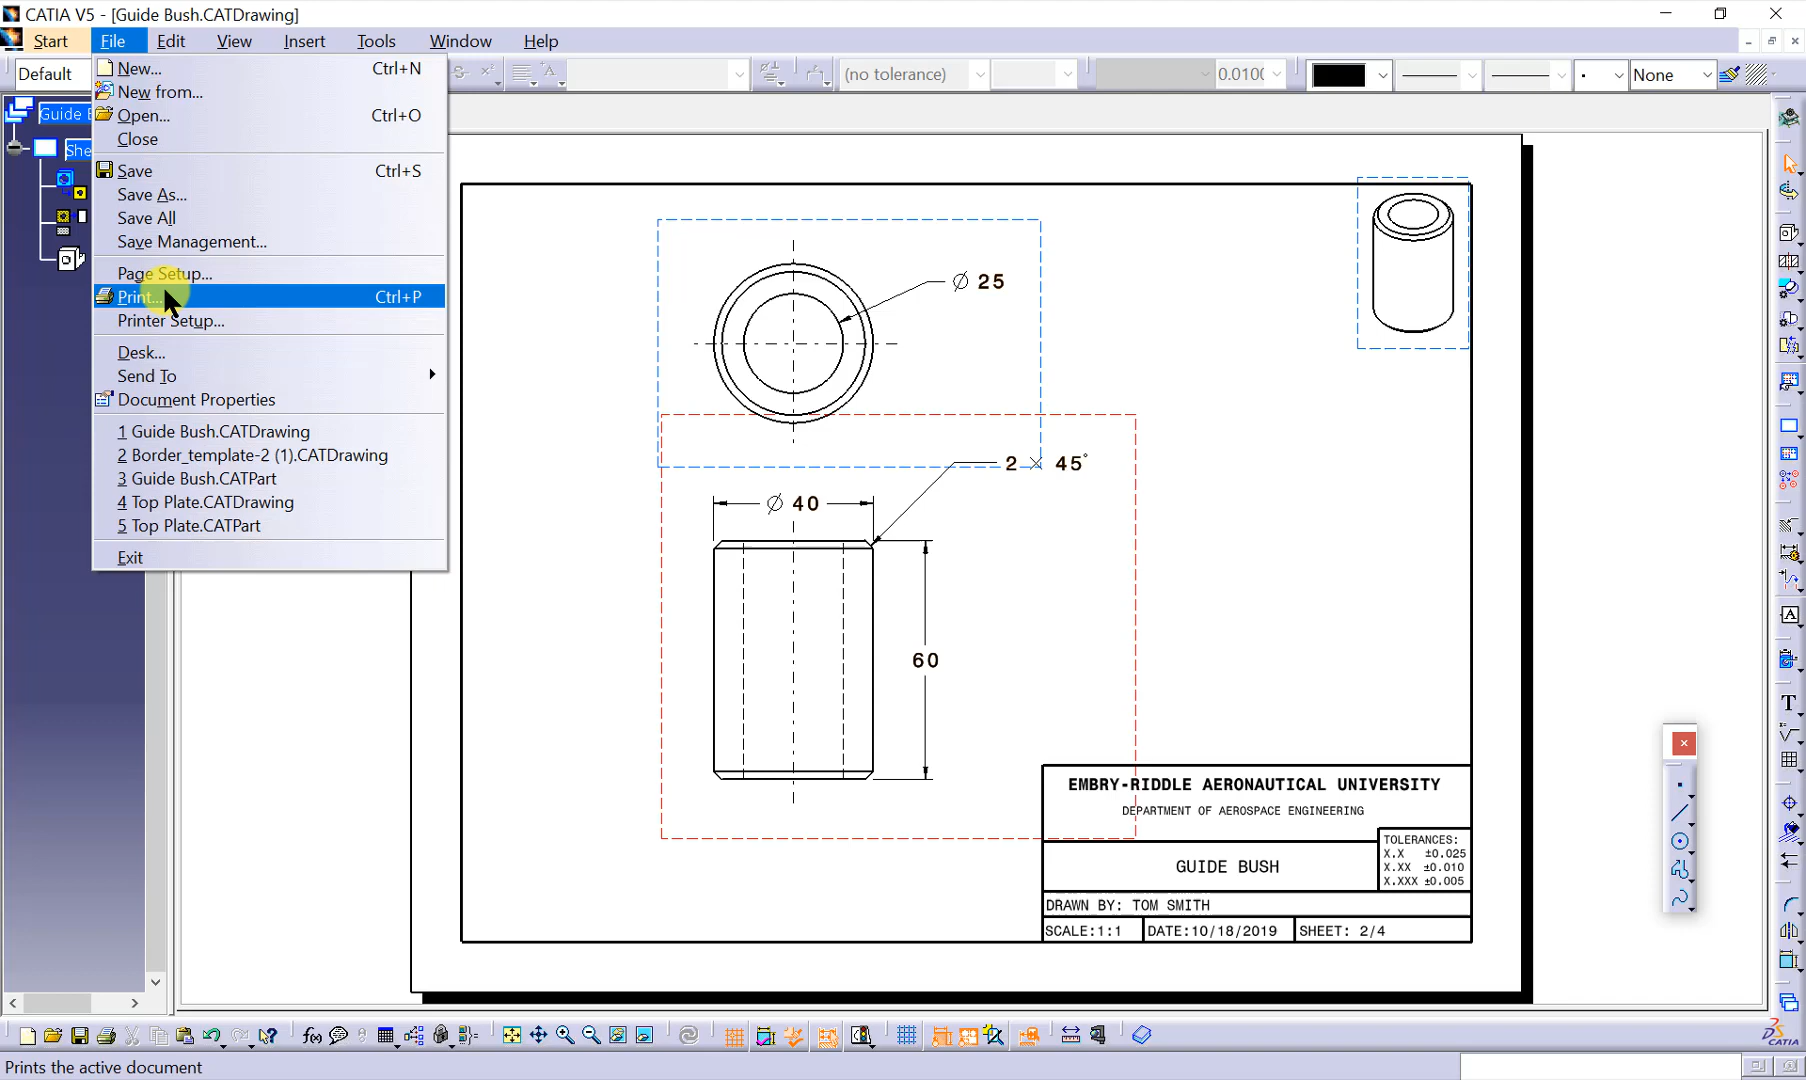 CATIA V5 - [Guide Bush.CATDrawing]
Start File Edit View Insert Tools Window Help
Default (no tolerance) 0.0100 None
New... Ctrl+N
New from...
Open... Ctrl+O
Close
Save Ctrl+S
Save As...
Save All
Save Management...
Page Setup...
Print... Ctrl+P
Printer Setup...
Desk...
Send To
Document Properties
1 Guide Bush.CATDrawing
2 Border_template-2 (1).CATDrawing
3 Guide Bush.CATPart
4 Top Plate.CATDrawing
5 Top Plate.CATPart
Exit
Guide B
She
Ø 25
2 × 45°
Ø 40
60
EMBRY-RIDDLE AERONAUTICAL UNIVERSITY
DEPARTMENT OF AEROSPACE ENGINEERING
TOLERANCES:
X.X ±0.025
X.XX ±0.010
X.XXX ±0.005
GUIDE BUSH
DRAWN BY: TOM SMITH
SCALE:1:1 DATE:10/18/2019 SHEET: 2/4
CATIA
Prints the active document